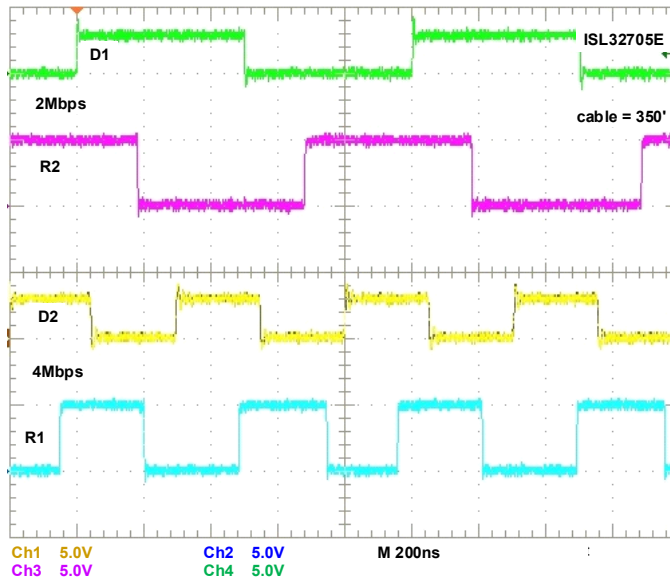 D1
ISL32705E
2Mbps
cable = 350'
R2
D2
4Mbps
R1
Ch1 5.0V Ch2 5.0V M 200ns :
Ch3 5.0V Ch4 5.0V